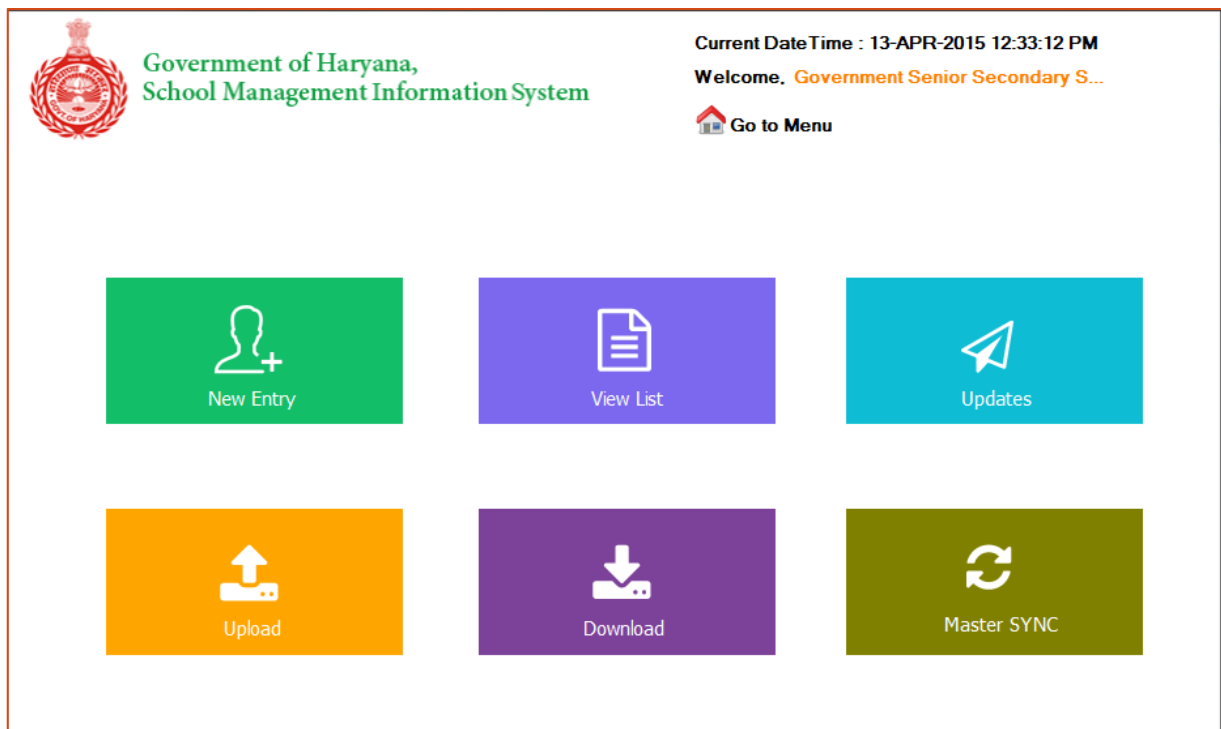 Government of Haryana,
School Management Information System
Current DateTime : 13-APR-2015 12:33:12 PM
Welcome, Government Senior Secondary S...
Go to Menu
New Entry
View List
Updates
Upload
Download
Master SYNC